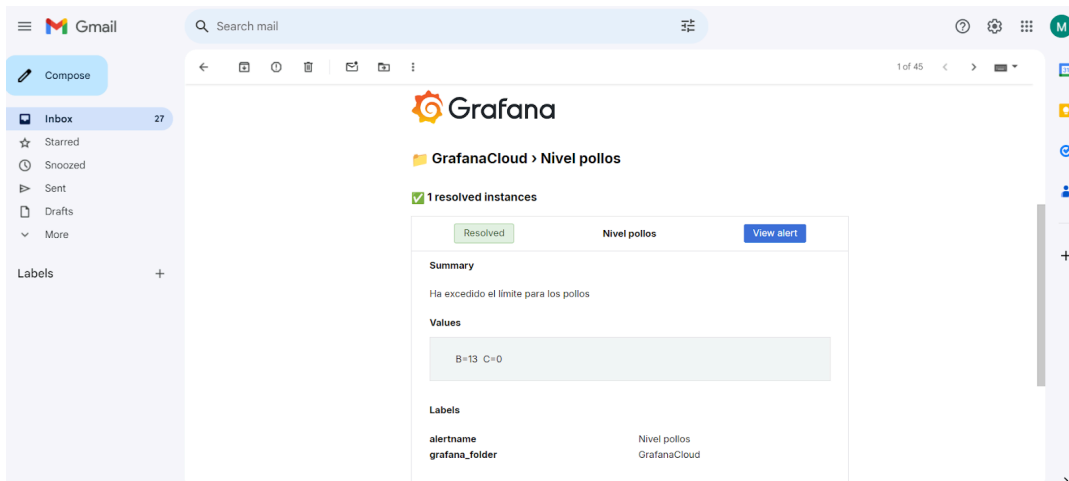 Gmail
Search mail
M
Compose
1 of 45
Inbox 27
Starred
Snoozed
Sent
Drafts
More
Labels
Grafana
GrafanaCloud › Nivel pollos
1 resolved instances
Resolved Nivel pollos View alert
Summary
Ha excedido el límite para los pollos
Values
B=13 C=0
Labels
alertname Nivel pollos
grafana_folder GrafanaCloud